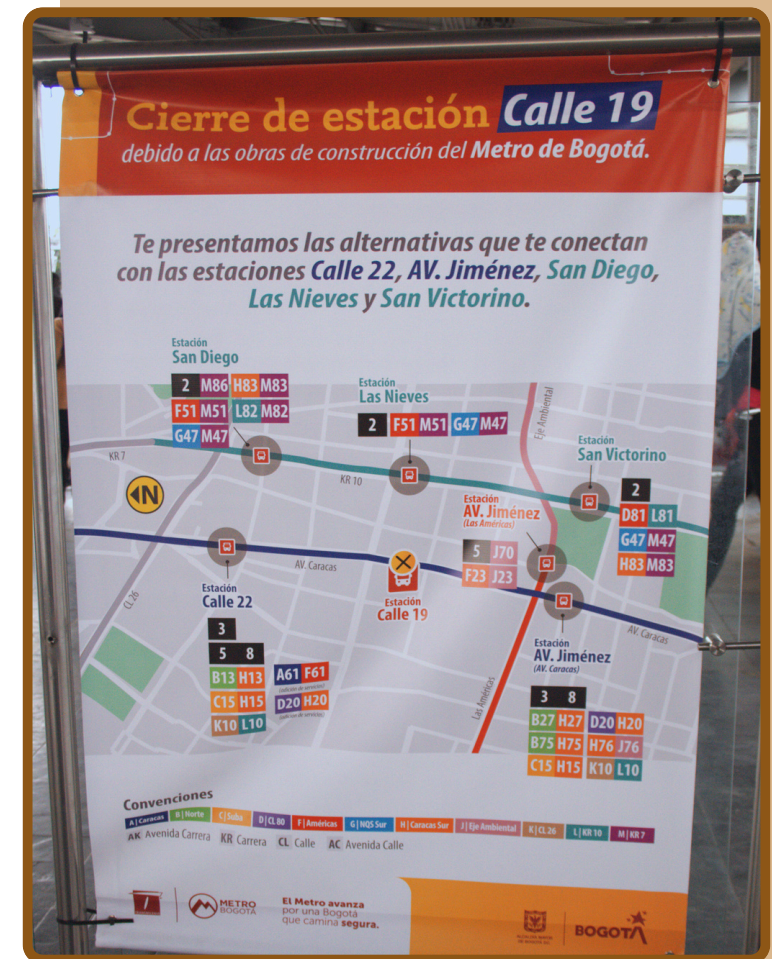 Cierre de estación Calle 19
debido a las obras de construcción del Metro de Bogotá.
Te presentamos las alternativas que te conectan
con las estaciones Calle 22, AV. Jiménez, San Diego,
Las Nieves y San Victorino.
Estación
San Diego
2 M86 H83 M83
F51 M51 L82 M82
G47 M47
Estación
Las Nieves
2 F51 M51 G47 M47
Eje Ambiental
Estación
San Victorino
2
D81 L81
G47 M47
H83 M83
KR 7
KR 10
N
Estación
AV. Jiménez
(Las Américas)
5 J70
F23 J23
AV. Caracas
CL 26
Estación
Calle 22
3
5 8
B13 H13
C15 H15
K10 L10
A61 F61
D20 H20
Estación
Calle 19
Estación
AV. Jiménez
(AV. Caracas)
AV. Caracas
Las Américas
3 8
B27 H27 D20 H20
B75 H75 H76 J76
C15 H15 K10 L10
Convenciones
A | Caracas B | Norte C | Suba D | CL 80 F | Américas G | NQS Sur H | Caracas Sur J | Eje Ambiental K | CL 26 L | KR 10 M | KR 7
AK Avenida Carrera KR Carrera CL Calle AC Avenida Calle
METRO
BOGOTÁ
El Metro avanza
por una Bogotá
que camina segura.
ALCALDÍA MAYOR
DE BOGOTÁ D.C.
BOGOTÁ